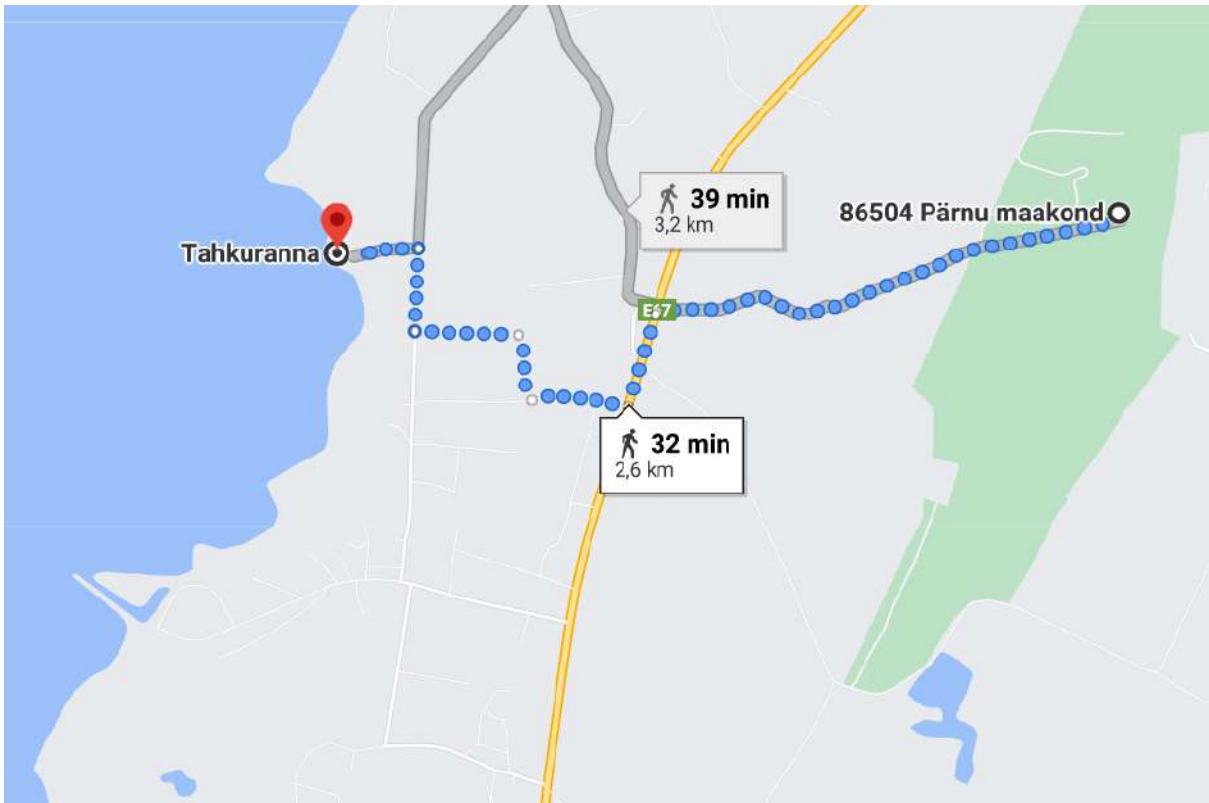 39 min
3,2 km
86504 Pärnu maakond
Tahkuranna
E67
32 min
2,6 km